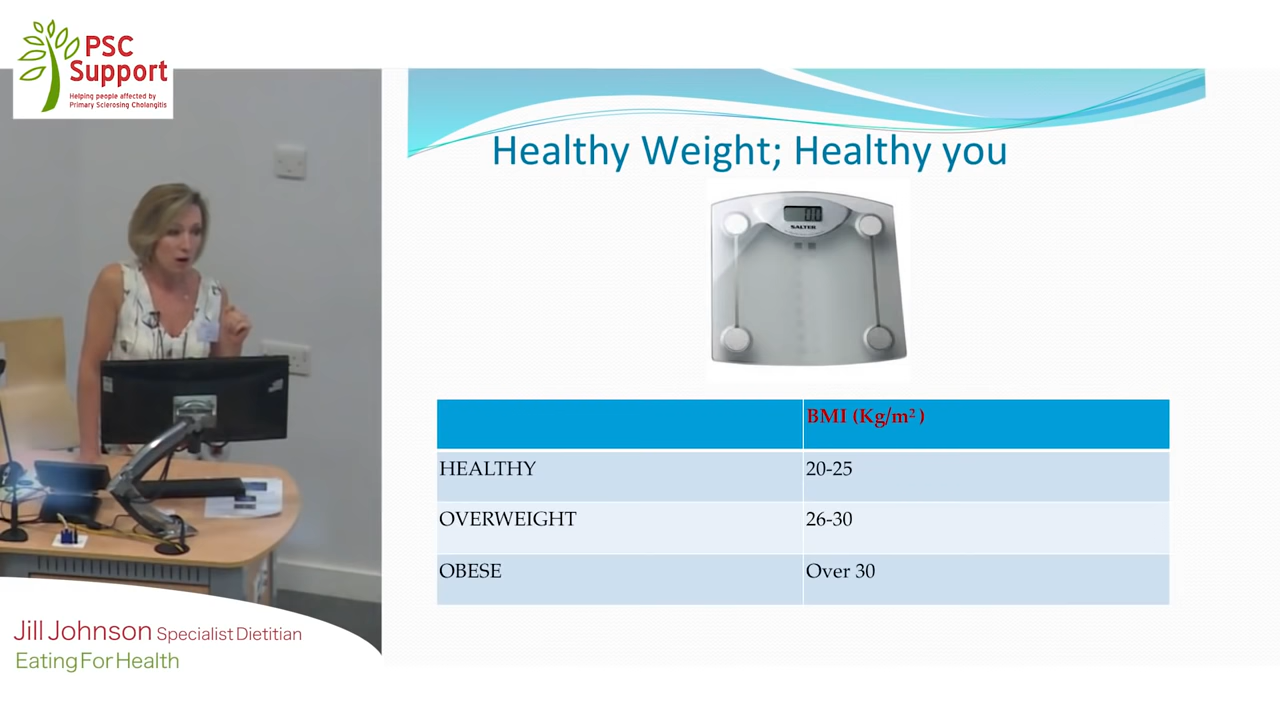 PSC
Support
Helping people affected by
Primary Sclerosing Cholangitis
Healthy Weight; Healthy you
SALTER
BMI (Kg/m²)
HEALTHY 20-25
OVERWEIGHT 26-30
OBESE Over 30
Jill Johnson Specialist Dietitian
Eating For Health